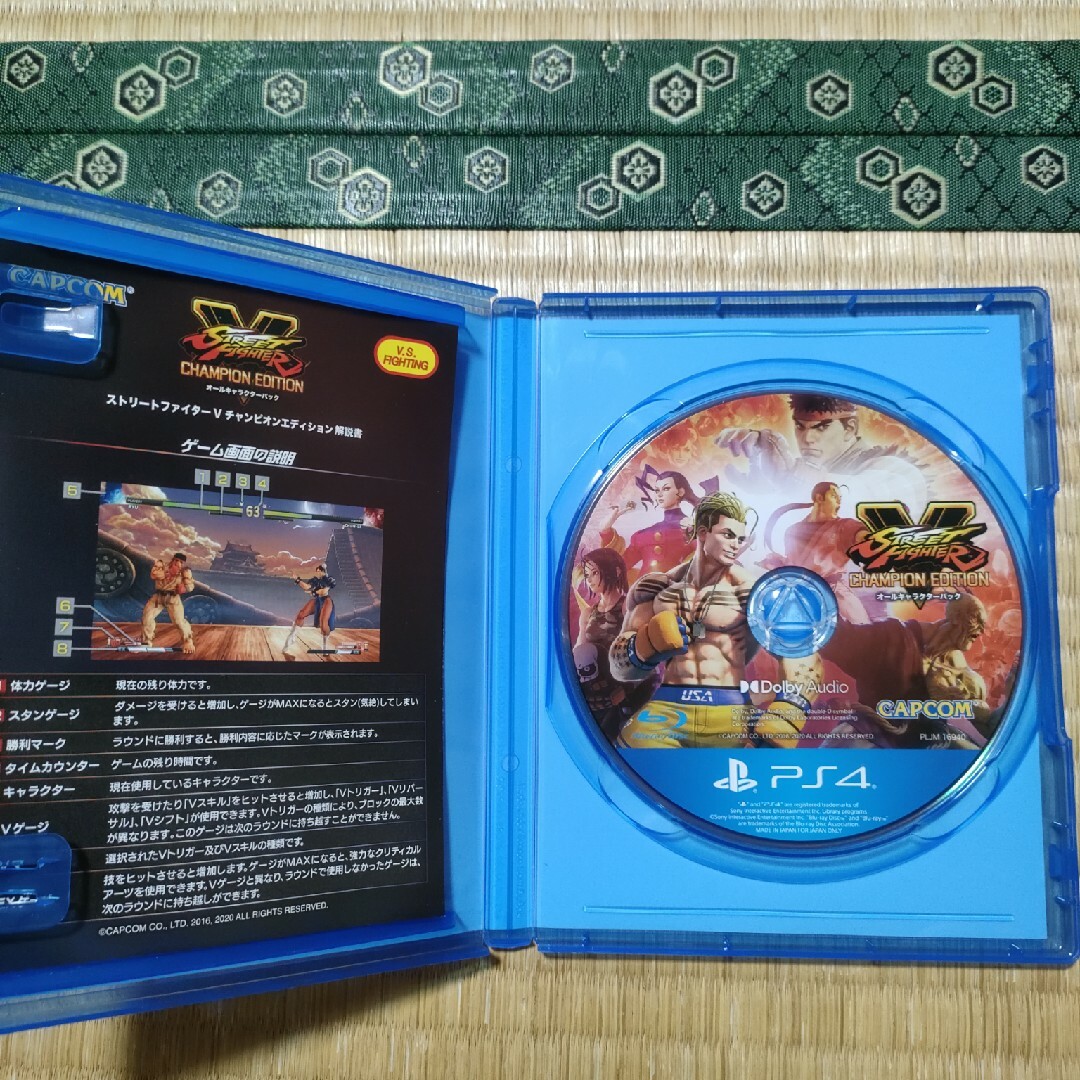 CAPCOM®
V
STREET FIGHTER
CHAMPION EDITION
オールキャラクターパック
V.S.
FIGHTING
ストリートファイターV チャンピオンエディション 解説書
ゲーム画面の説明
1 2 3 4
5
63
6
7
8
体力ゲージ 現在の残り体力です。
スタンゲージ ダメージを受けると増加し、ゲージがMAXになるとスタン(気絶)してしまい
ます。
勝利マーク ラウンドに勝利すると、勝利内容に応じたマークが表示されます。
タイムカウンター ゲームの残り時間です。
キャラクター 現在使用しているキャラクターです。
Vゲージ 攻撃を受けたり「Vスキル」をヒットさせると増加し、「Vトリガー」、「Vリバー
サル」、「Vシフト」が使用できます。Vトリガーの種類により、ブロックの最大数
が異なります。このゲージは次のラウンドに持ち越すことができません。
選択されたVトリガー及びVスキルの種類です。
技をヒットさせると増加します。ゲージがMAXになると、強力なクリティカル
アーツを使用できます。Vゲージと異なり、ラウンドで使用しなかったゲージは、
次のラウンドに持ち越しができます。
©CAPCOM CO., LTD. 2016, 2020 ALL RIGHTS RESERVED.
V
STREET FIGHTER
CHAMPION EDITION
オールキャラクターパック
USA
Dolby Audio
CAPCOM®
©CAPCOM CO., LTD. 2016, 2020 ALL RIGHTS RESERVED.
PLJM 16940
PS4
MADE IN JAPAN FOR JAPAN ONLY